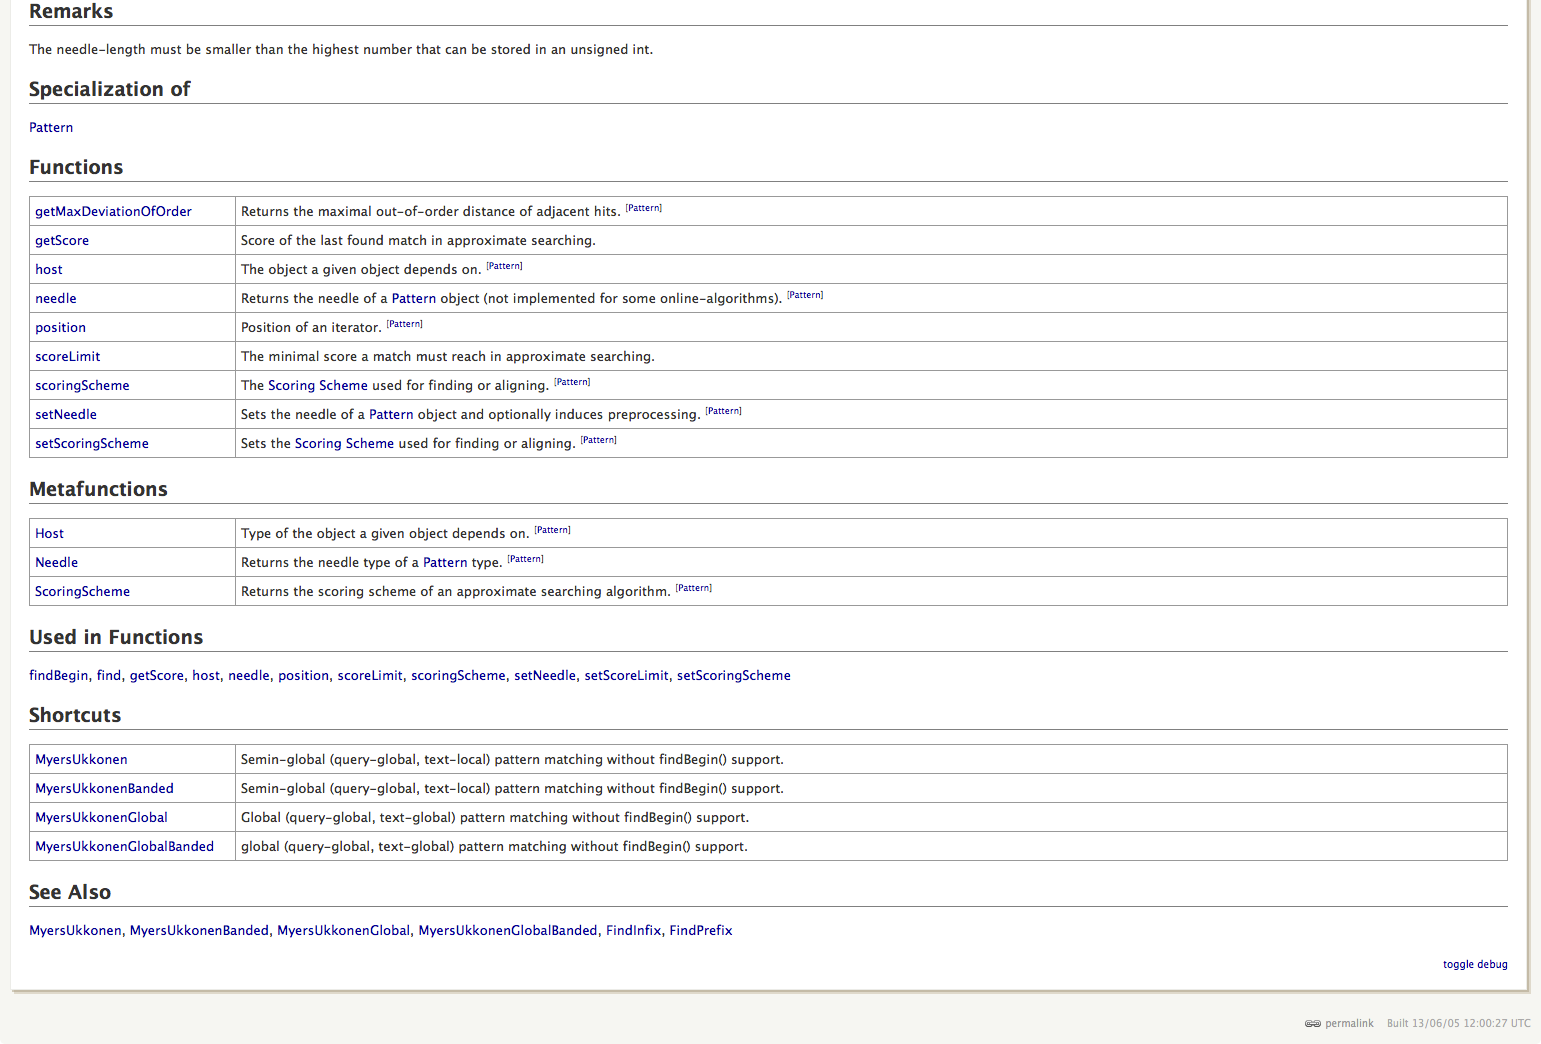 Remarks
The needle-length must be smaller than the highest number that can be stored in an unsigned int.
Specialization of
Pattern
Functions
getMaxDeviationOfOrder Returns the maximal out-of-order distance of adjacent hits. [Pattern]
getScore Score of the last found match in approximate searching.
host The object a given object depends on. [Pattern]
needle Returns the needle of a Pattern object (not implemented for some online-algorithms). [Pattern]
position Position of an iterator. [Pattern]
scoreLimit The minimal score a match must reach in approximate searching.
scoringScheme The Scoring Scheme used for finding or aligning. [Pattern]
setNeedle Sets the needle of a Pattern object and optionally induces preprocessing. [Pattern]
setScoringScheme Sets the Scoring Scheme used for finding or aligning. [Pattern]
Metafunctions
Host Type of the object a given object depends on. [Pattern]
Needle Returns the needle type of a Pattern type. [Pattern]
ScoringScheme Returns the scoring scheme of an approximate searching algorithm. [Pattern]
Used in Functions
findBegin, find, getScore, host, needle, position, scoreLimit, scoringScheme, setNeedle, setScoreLimit, setScoringScheme
Shortcuts
MyersUkkonen Semin-global (query-global, text-local) pattern matching without findBegin() support.
MyersUkkonenBanded Semin-global (query-global, text-local) pattern matching without findBegin() support.
MyersUkkonenGlobal Global (query-global, text-global) pattern matching without findBegin() support.
MyersUkkonenGlobalBanded global (query-global, text-global) pattern matching without findBegin() support.
See Also
MyersUkkonen, MyersUkkonenBanded, MyersUkkonenGlobal, MyersUkkonenGlobalBanded, FindInfix, FindPrefix
toggle debug
permalink Built 13/06/05 12:00:27 UTC